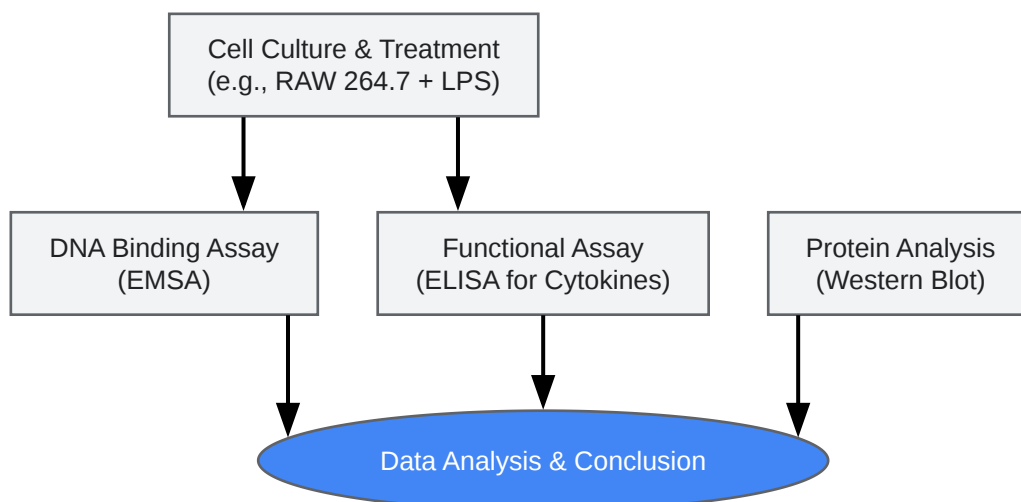 Cell Culture & Treatment
(e.g., RAW 264.7 + LPS)
DNA Binding Assay
(EMSA)
Functional Assay
(ELISA for Cytokines)
Protein Analysis
(Western Blot)
Data Analysis & Conclusion